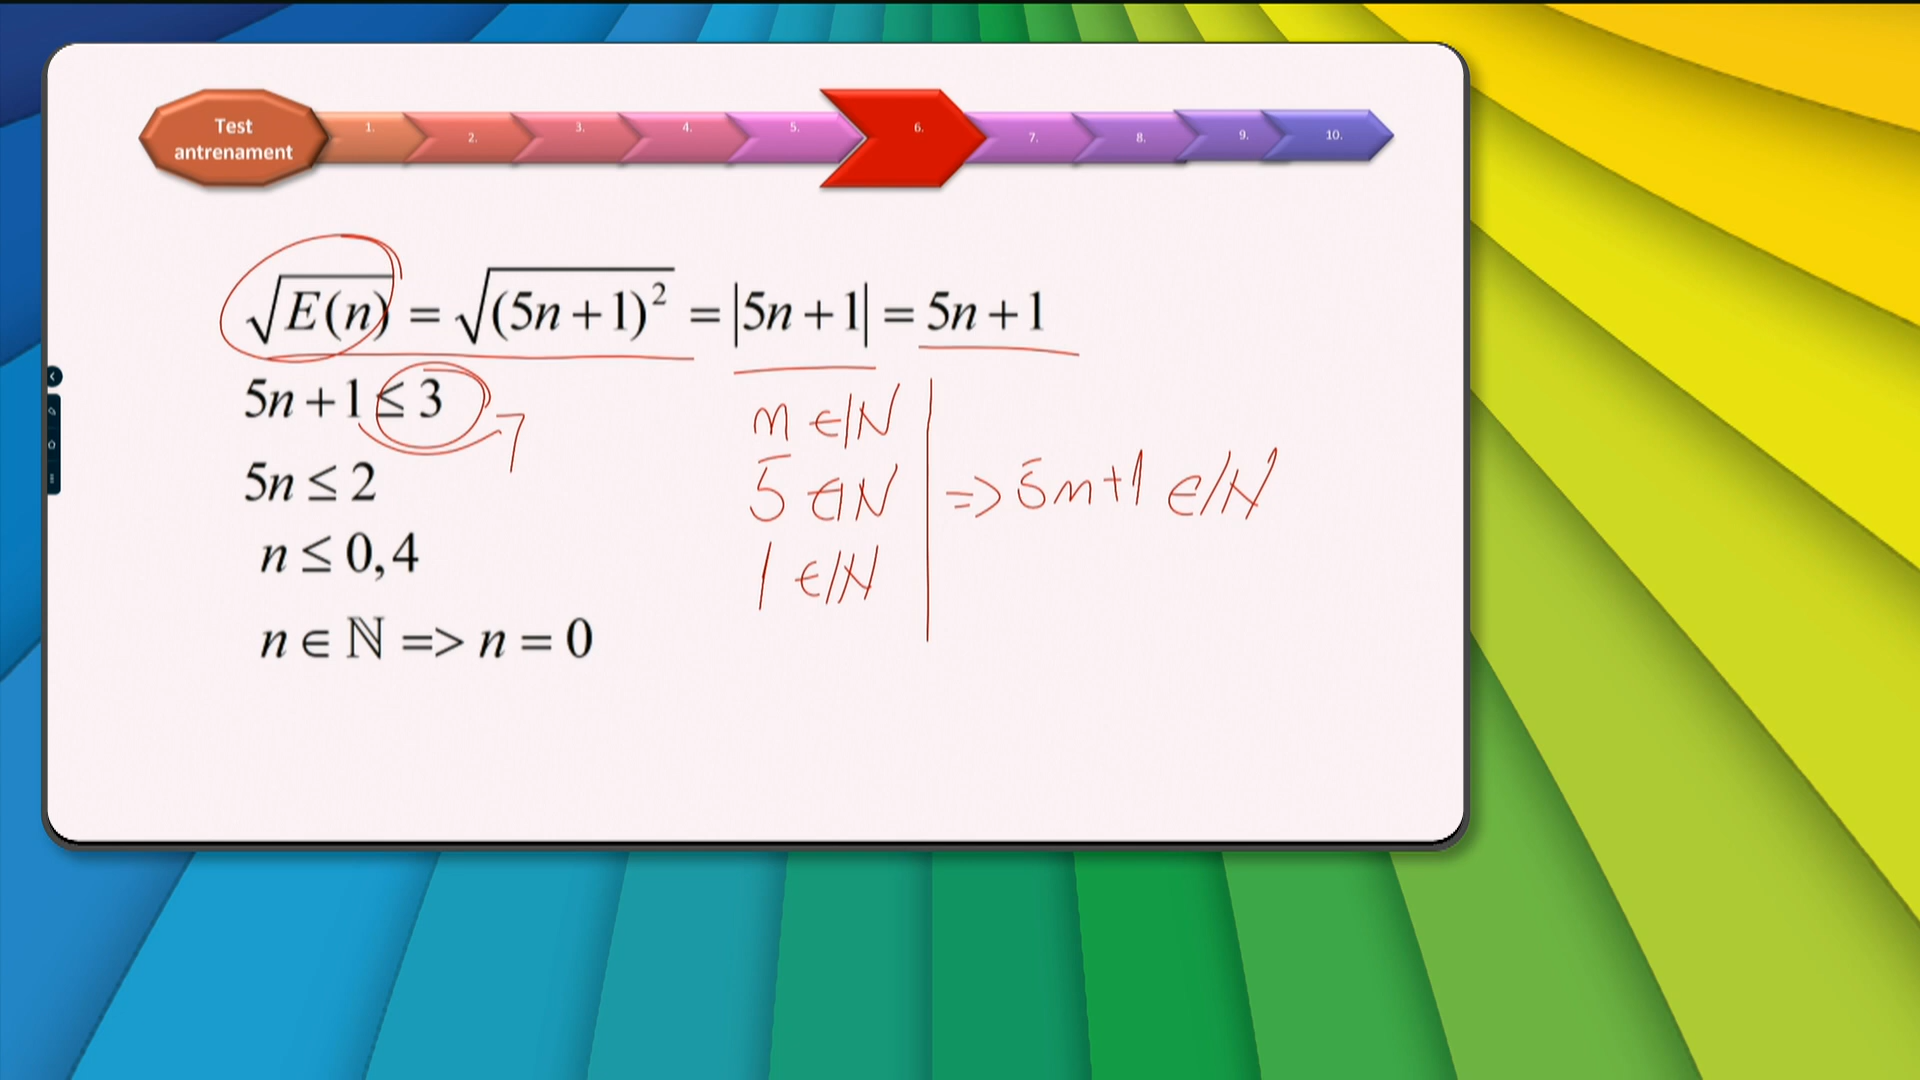 Test antrenament
1. 2. 3. 4. 5. 6. 7. 8. 9. 10.
√E(n) = √(5n+1)² = |5n+1| = 5n+1
5n+1 ≤ 3
5n ≤ 2
n ≤ 0,4
n ∈ ℕ => n = 0
n ∈ ℕ
5 ∈ ℕ => 5n+1 ∈ ℕ
1 ∈ ℕ